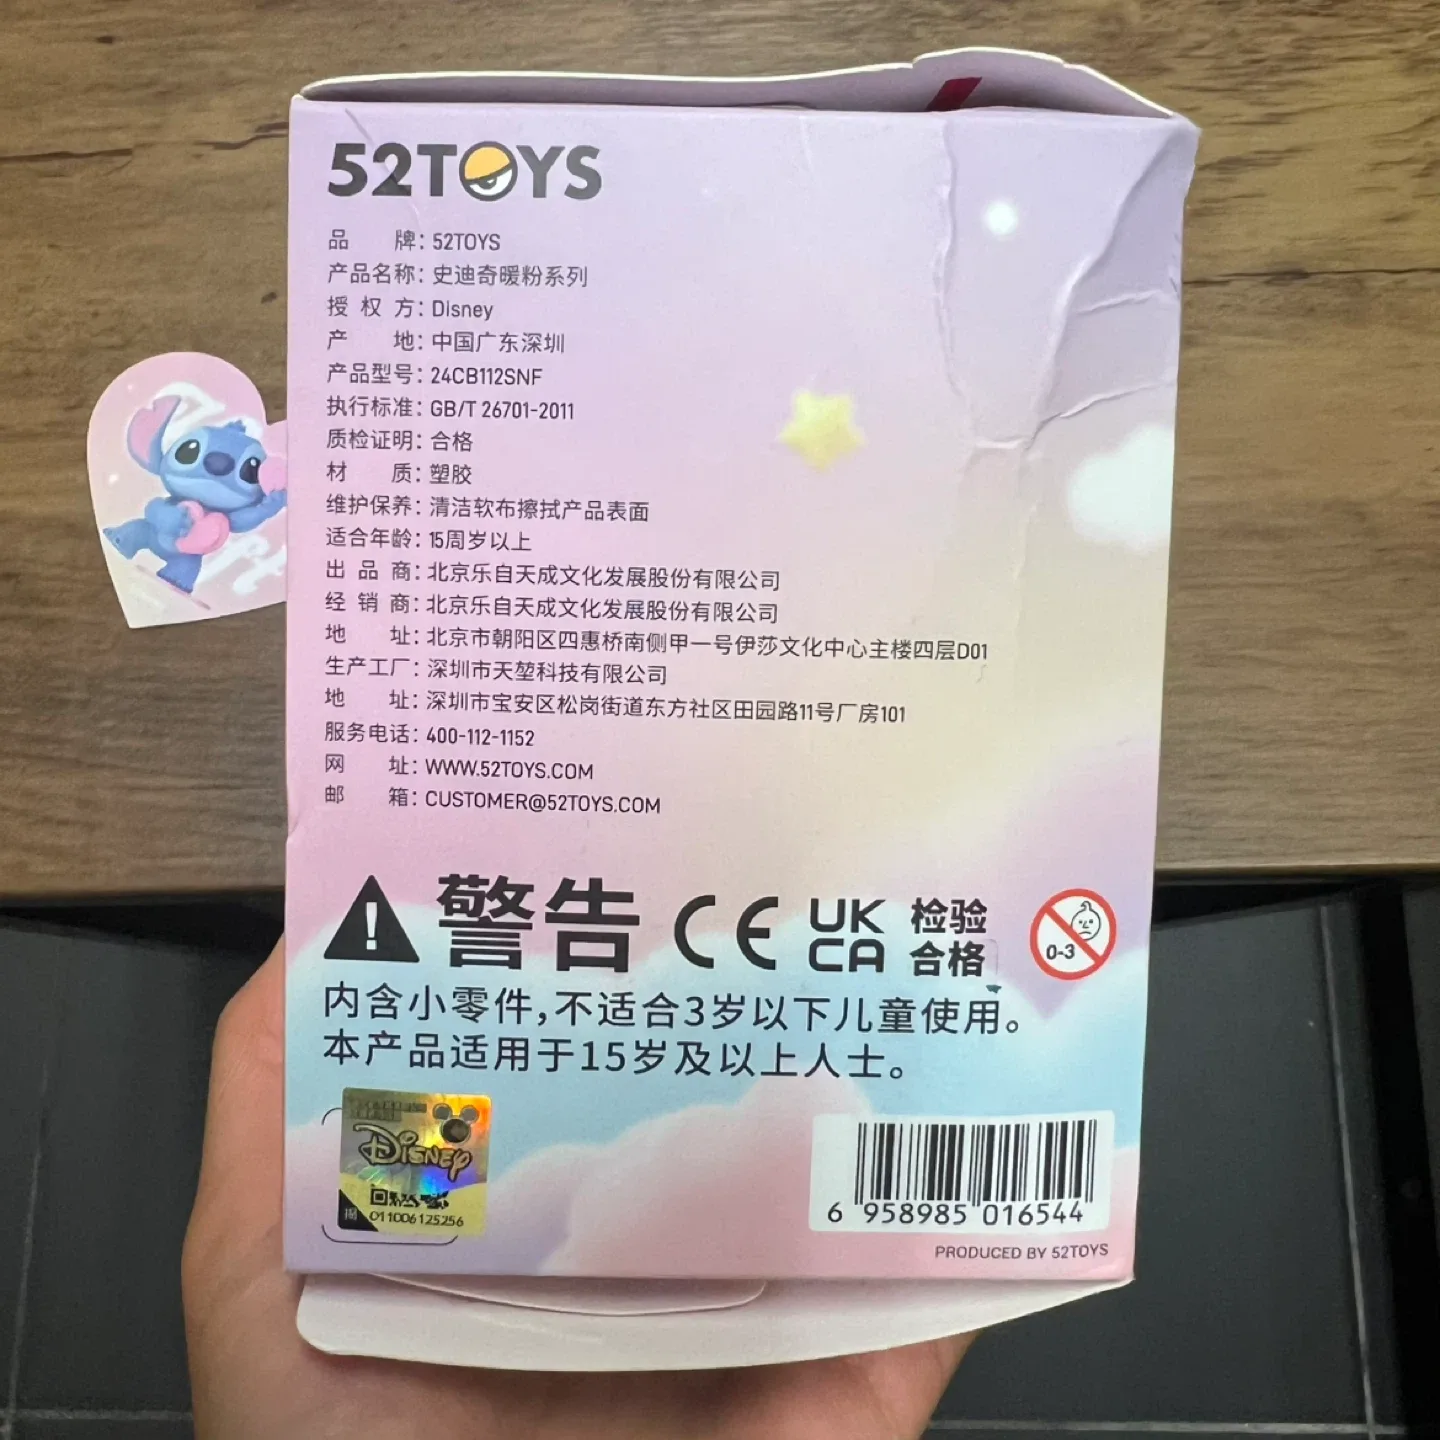 52TOYS
品牌：52TOYS
产品名称：史迪奇暖粉系列
授权方：Disney
产地：中国广东深圳
产品型号：24CB112SNF
执行标准：GB/T 26701-2011
质检证明：合格
材质：塑胶
维护保养：清洁软布擦拭产品表面
适合年龄：15周岁以上
出品商：北京乐自天成文化发展股份有限公司
经销商：北京乐自天成文化发展股份有限公司
地址：北京市朝阳区四惠桥南侧甲一号伊莎文化中心主楼四层D01
生产工厂：深圳市天堃科技有限公司
地址：深圳市宝安区松岗街道东方社区田园路11号厂房101
服务电话：400-112-1152
网址：WWW.52TOYS.COM
邮箱：CUSTOMER@52TOYS.COM
警告 CE UK CA 检验合格 0-3
内含小零件，不适合3岁以下儿童使用。
本产品适用于15岁及以上人士。
Disney
011006125256
6 958985 016544
PRODUCED BY 52TOYS